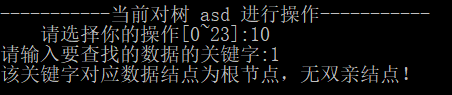 -----------当前对树 asd 进行操作-----------
请选择你的操作[0~23]:10
请输入要查找的数据的关键字:1
该关键字对应数据结点为根节点，无双亲结点！